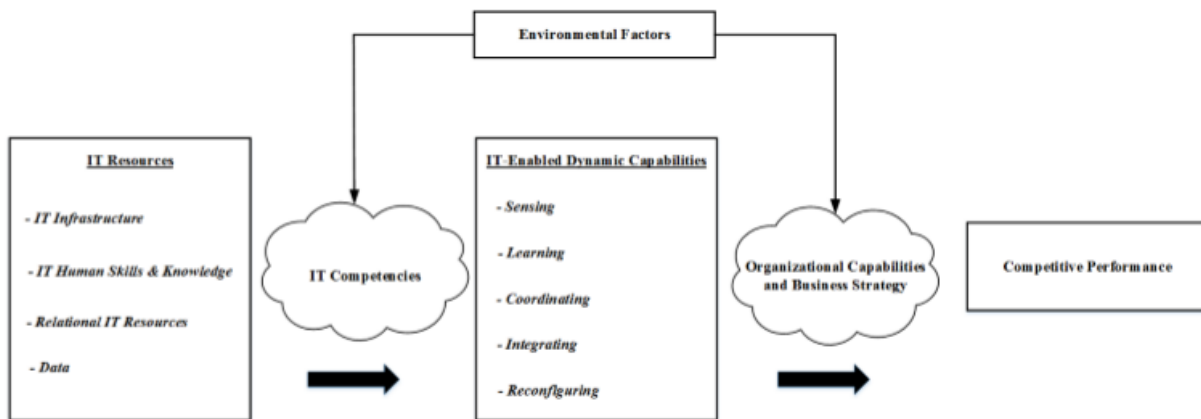 Environmental Factors
IT Resources
- IT Infrastructure
- IT Human Skills & Knowledge
- Relational IT Resources
- Data
IT Competencies
IT-Enabled Dynamic Capabilities
- Sensing
- Learning
- Coordinating
- Integrating
- Reconfiguring
Organizational Capabilities
and Business Strategy
Competitive Performance